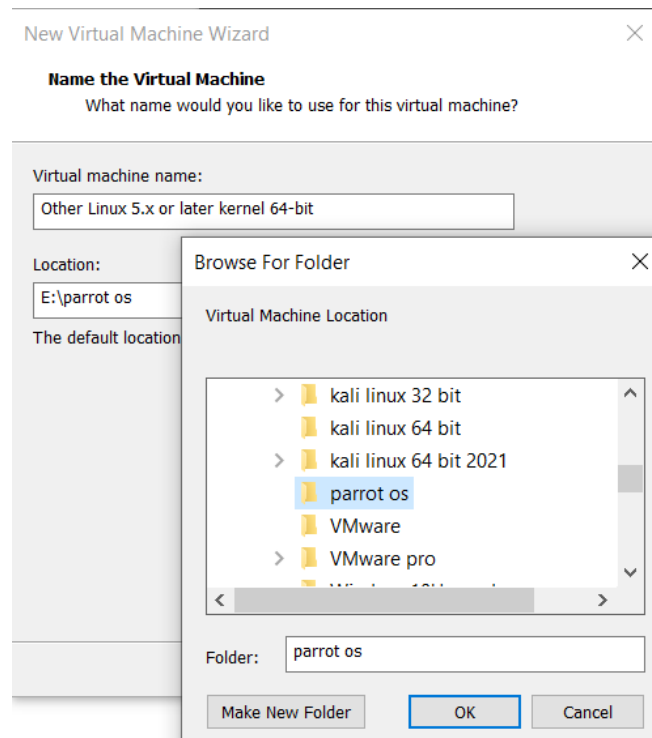 New Virtual Machine Wizard
Name the Virtual Machine
What name would you like to use for this virtual machine?
Virtual machine name:
Other Linux 5.x or later kernel 64-bit
Location:
E:\parrot os
The default location
Browse For Folder
Virtual Machine Location
kali linux 32 bit
kali linux 64 bit
kali linux 64 bit 2021
parrot os
VMware
VMware pro
Folder:
parrot os
Make New Folder
OK
Cancel